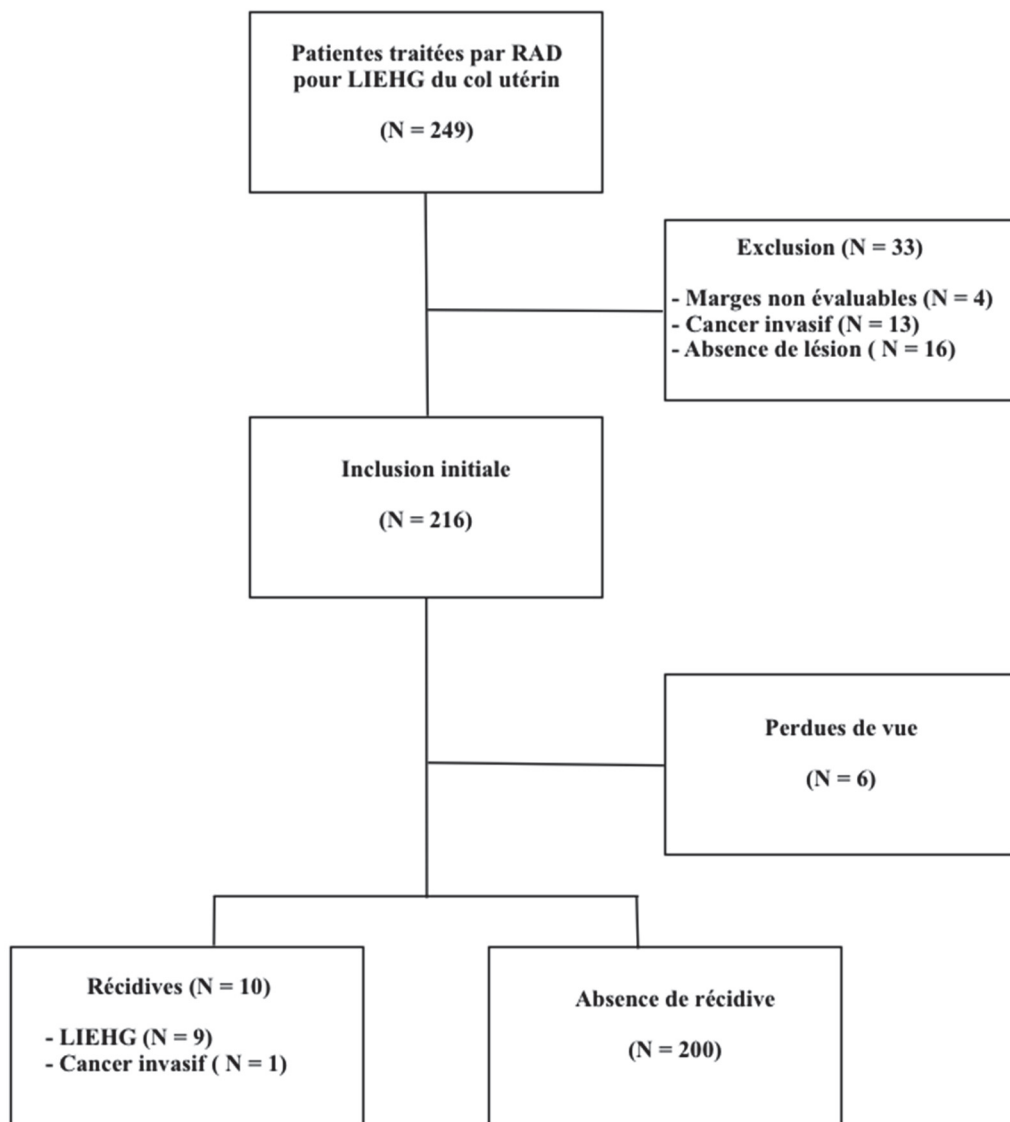 Patientes traitées par RAD
pour LIEHG du col utérin
(N = 249)
Exclusion (N = 33)
- Marges non évaluables (N = 4)
- Cancer invasif (N = 13)
- Absence de lésion ( N = 16)
Inclusion initiale
(N = 216)
Perdues de vue
(N = 6)
Récidives (N = 10)
- LIEHG (N = 9)
- Cancer invasif ( N = 1)
Absence de récidive
(N = 200)